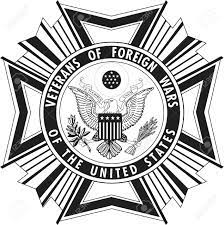 VETERANS OF FOREIGN WARS
OF THE UNITED STATES